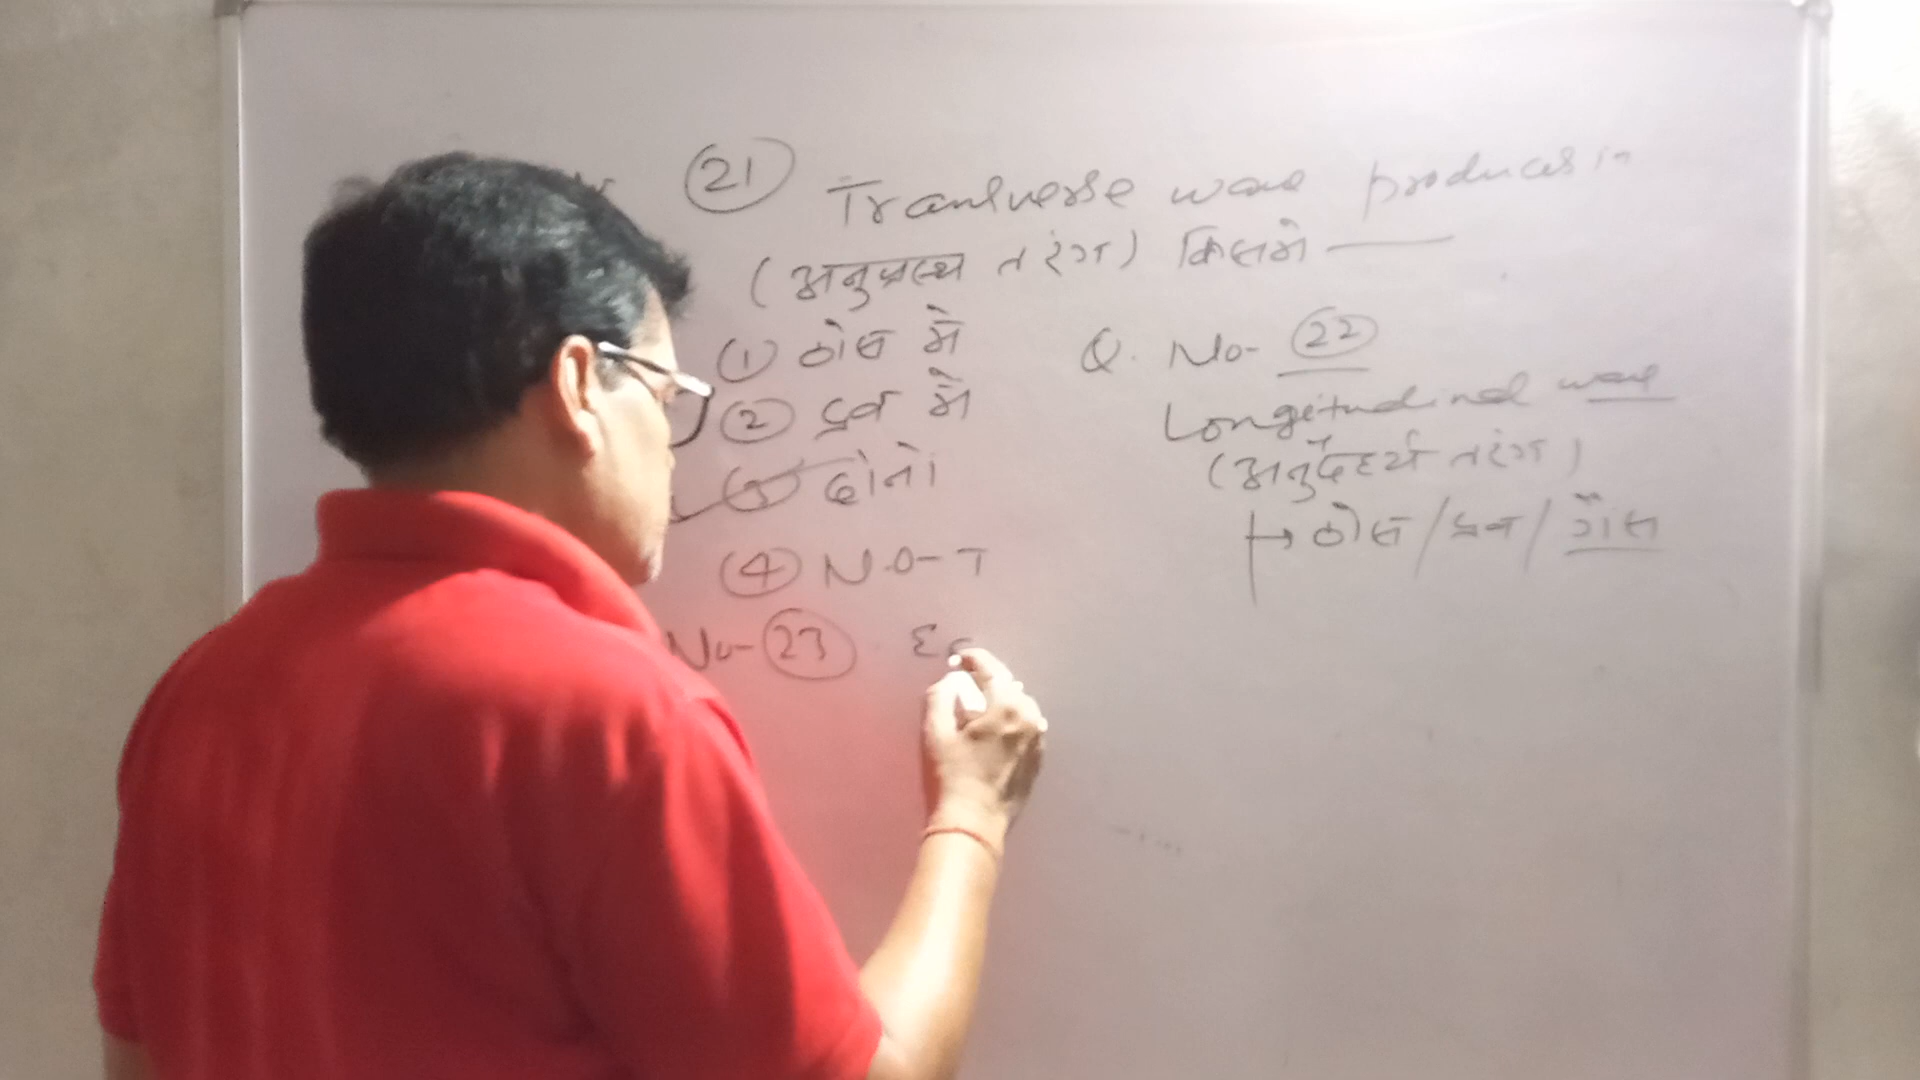 (21) Transverse wave produces in
(अनुप्रस्थ तरंग) किसमे —
(1) ठोस में
(2) द्रव में
(3) दोनो
(4) N.O-T
Q. No- (22)
Longitudinal wave
(अनुदैर्ध्य तरंग)
→ ठोस / द्रव / गैस
No- (23)